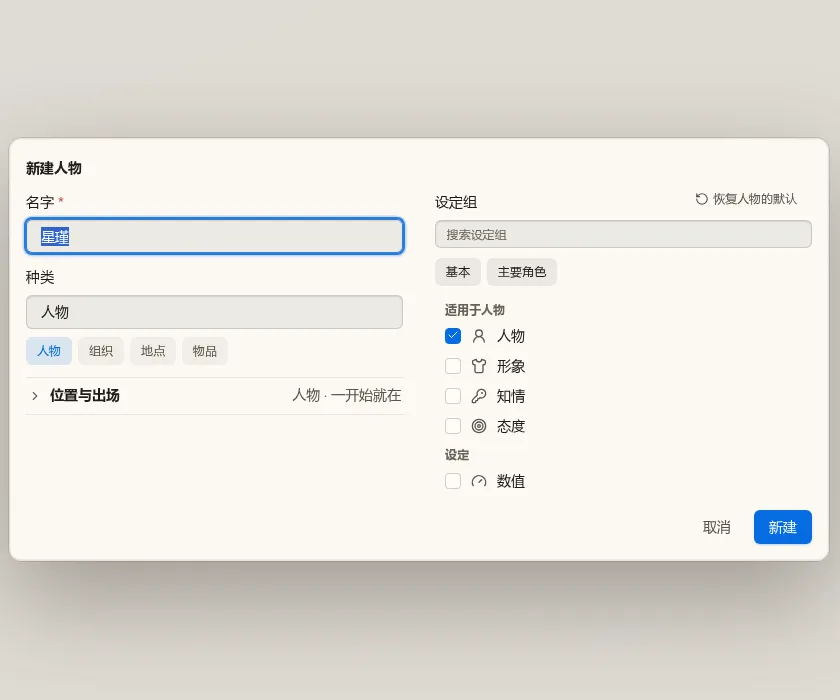 新建人物
名字 *
星瑾
种类
人物
人物 组织 地点 物品
位置与出场 人物 · 一开始就在
设定组 恢复人物的默认
搜索设定组
基本 主要角色
适用于人物
人物
形象
知情
态度
设定
数值
取消 新建